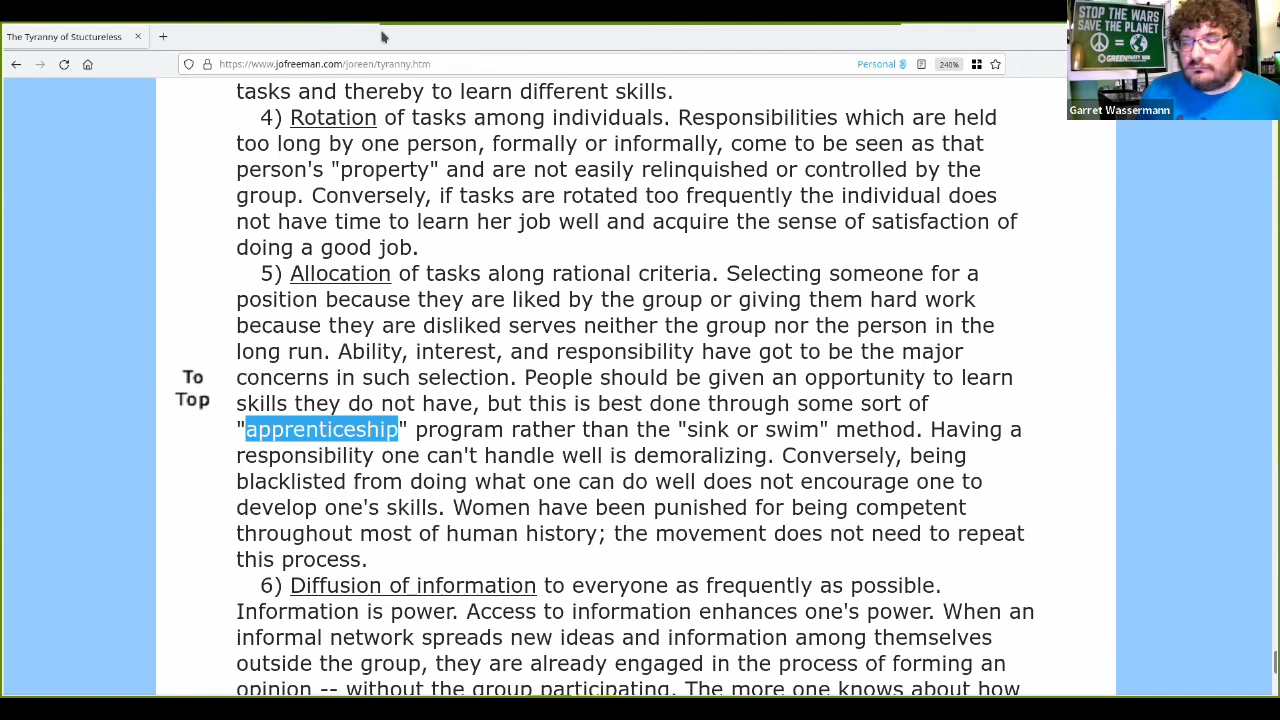 The Tyranny of Stuctureless
https://www.jofreeman.com/joreen/tyranny.htm
Personal
240%
STOP THE WARS
SAVE THE PLANET
=
GREEN PARTY
Garret Wassermann
tasks and thereby to learn different skills.
4) Rotation of tasks among individuals. Responsibilities which are held
too long by one person, formally or informally, come to be seen as that
person's "property" and are not easily relinquished or controlled by the
group. Conversely, if tasks are rotated too frequently the individual does
not have time to learn her job well and acquire the sense of satisfaction of
doing a good job.
5) Allocation of tasks along rational criteria. Selecting someone for a
position because they are liked by the group or giving them hard work
because they are disliked serves neither the group nor the person in the
long run. Ability, interest, and responsibility have got to be the major
concerns in such selection. People should be given an opportunity to learn
skills they do not have, but this is best done through some sort of
"apprenticeship" program rather than the "sink or swim" method. Having a
responsibility one can't handle well is demoralizing. Conversely, being
blacklisted from doing what one can do well does not encourage one to
develop one's skills. Women have been punished for being competent
throughout most of human history; the movement does not need to repeat
this process.
6) Diffusion of information to everyone as frequently as possible.
Information is power. Access to information enhances one's power. When an
informal network spreads new ideas and information among themselves
outside the group, they are already engaged in the process of forming an
opinion -- without the group participating. The more one knows about how
To
Top